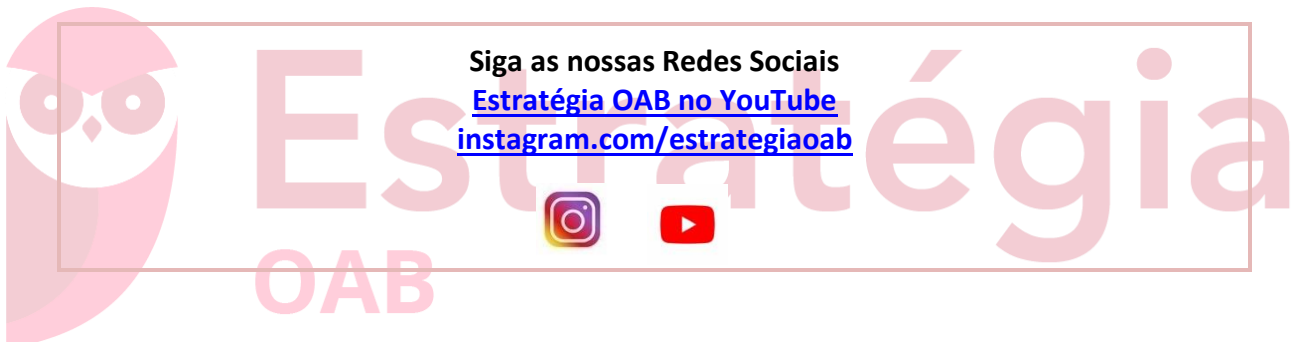 Siga as nossas Redes Sociais
Estratégia OAB no YouTube
instagram.com/estrategiaoab
Estratégia
OAB